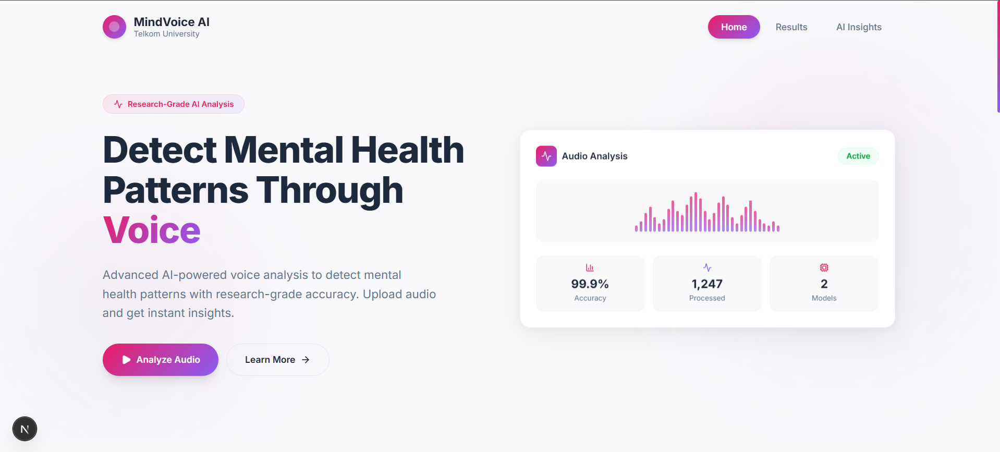 MindVoice AI
Telkom University
Home
Results
AI Insights
Research-Grade AI Analysis
Detect Mental Health
Patterns Through
Voice
Advanced AI-powered voice analysis to detect mental
health patterns with research-grade accuracy. Upload audio
and get instant insights.
Analyze Audio
Learn More
Audio Analysis
Active
99.9%
Accuracy
1,247
Processed
2
Models
N